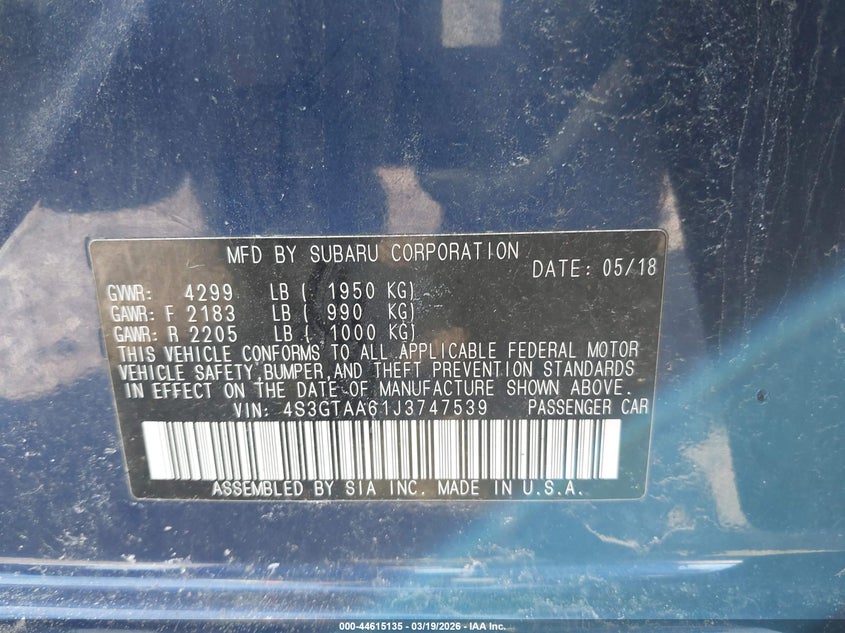 MFD BY SUBARU CORPORATION
DATE: 05/18
GVWR: 4299 LB ( 1950 KG)
GAWR: F 2183 LB ( 990 KG)
GAWR: R 2205 LB ( 1000 KG)
THIS VEHICLE CONFORMS TO ALL APPLICABLE FEDERAL MOTOR
VEHICLE SAFETY, BUMPER, AND THEFT PREVENTION STANDARDS
IN EFFECT ON THE DATE OF MANUFACTURE SHOWN ABOVE.
VIN: 4S3GTAA61J3747539 PASSENGER CAR
ASSEMBLED BY SIA INC. MADE IN U.S.A.
000-44615135 - 03/19/2026 - IAA Inc.